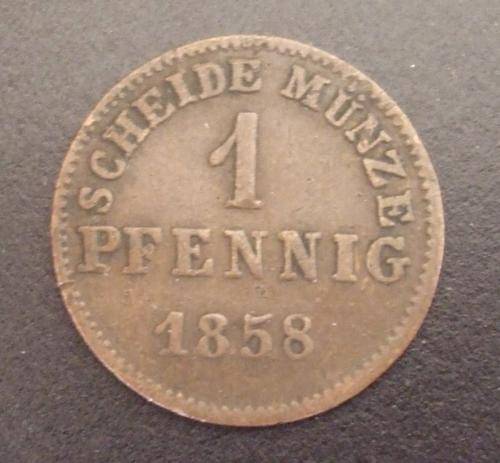 SCHEIDE MÜNZE
1
PFENNIG
1858